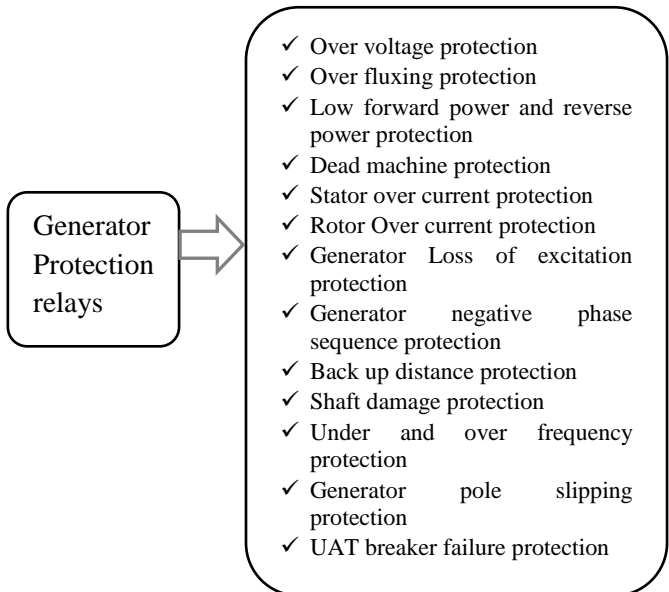 Generator
Protection
relays
✓ Over voltage protection
✓ Over fluxing protection
✓ Low forward power and reverse
power protection
✓ Dead machine protection
✓ Stator over current protection
✓ Rotor Over current protection
✓ Generator Loss of excitation
protection
✓ Generator negative phase
sequence protection
✓ Back up distance protection
✓ Shaft damage protection
✓ Under and over frequency
protection
✓ Generator pole slipping
protection
✓ UAT breaker failure protection